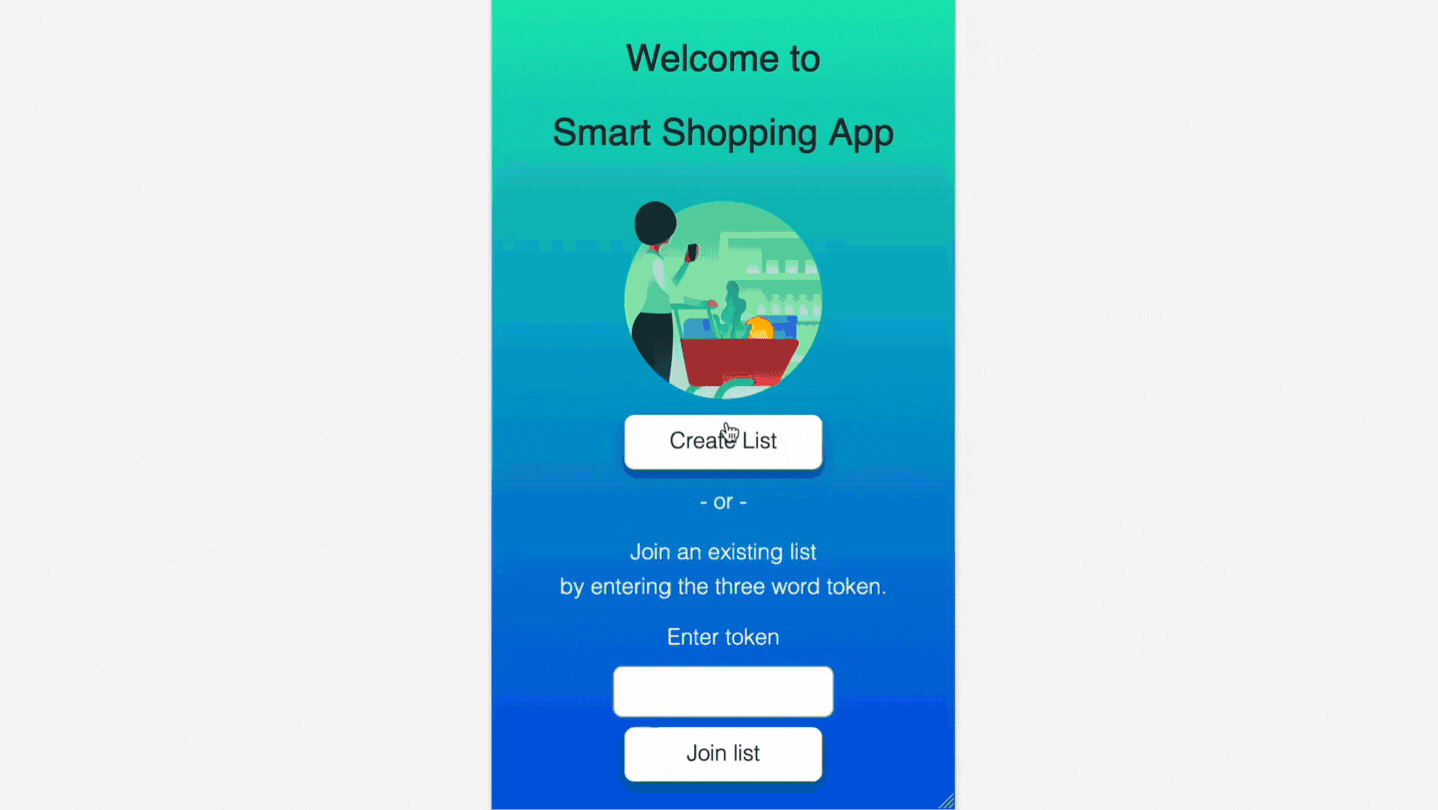 Welcome to
Smart Shopping App
Create List
- or -
Join an existing list
by entering the three word token.
Enter token
Join list